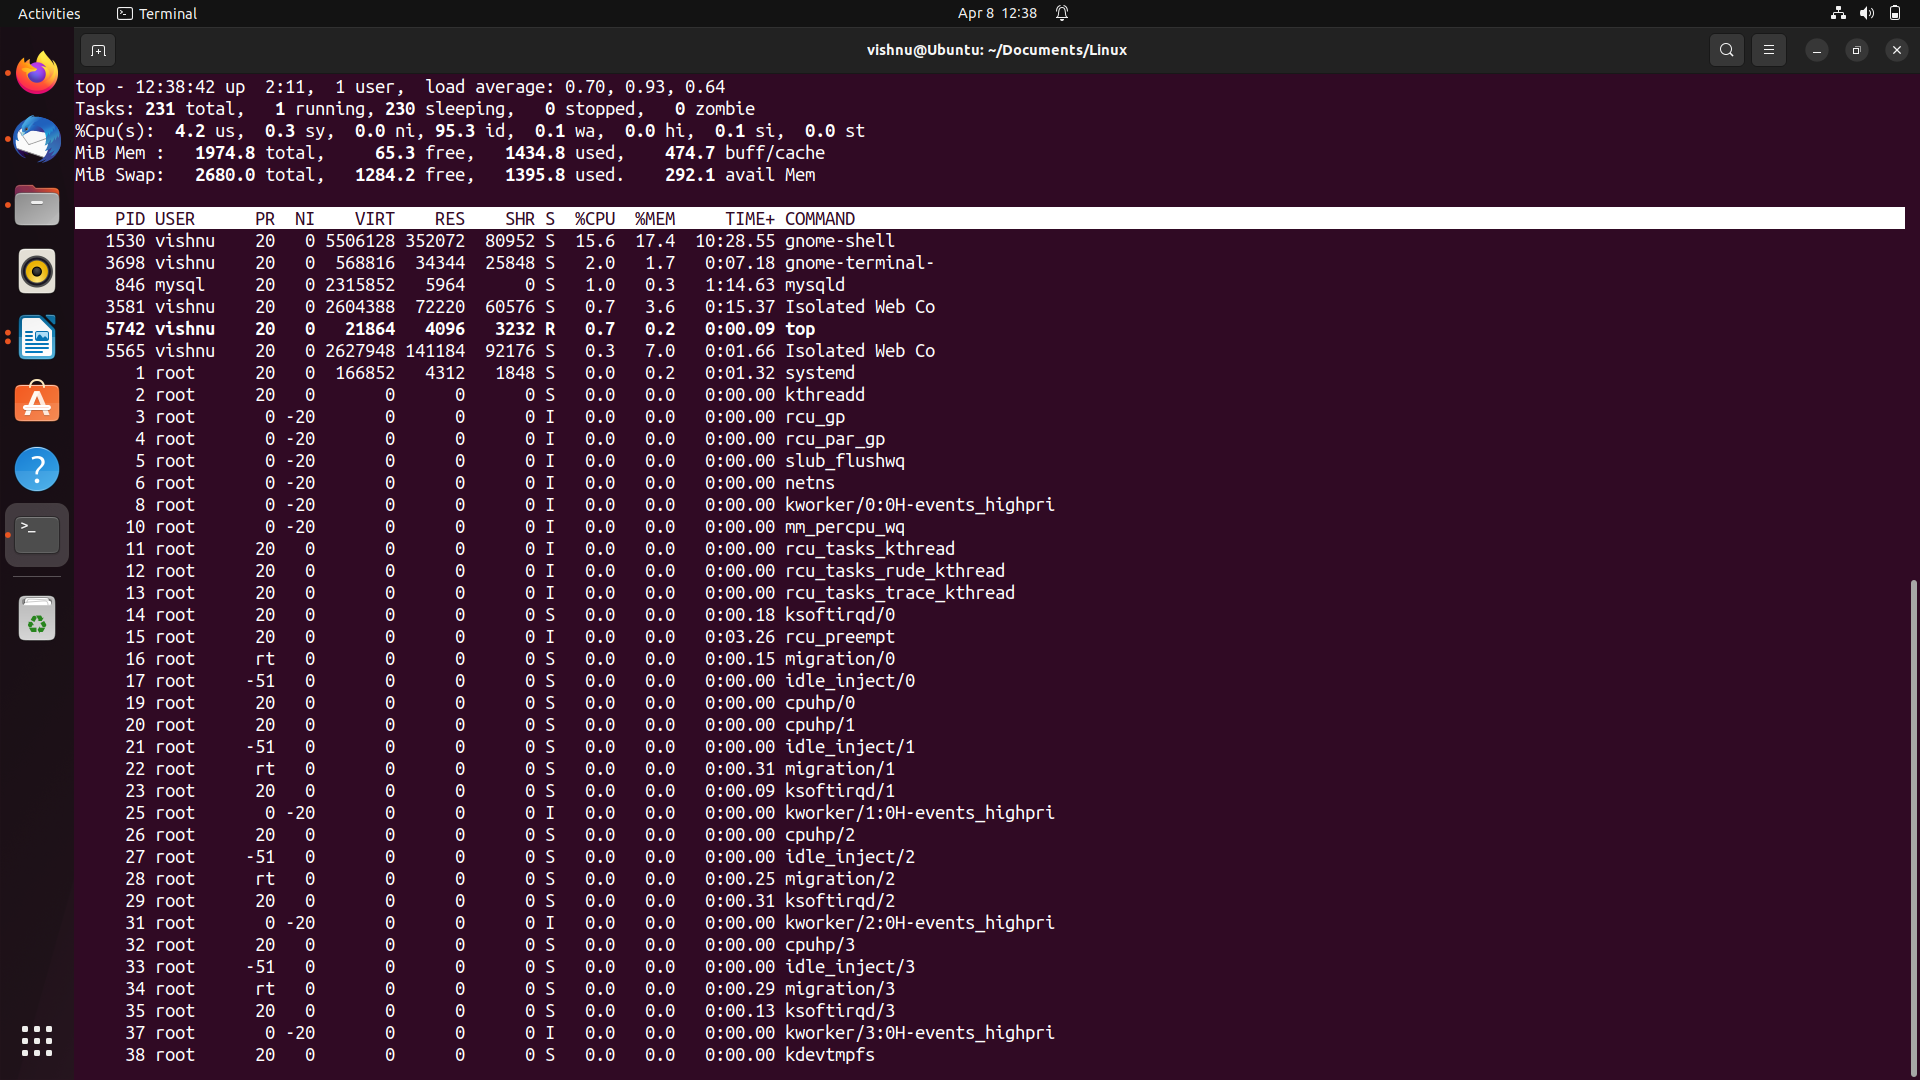 Activities Terminal Apr 8 12:38
vishnu@Ubuntu: ~/Documents/Linux
top - 12:38:42 up  2:11,  1 user,  load average: 0.70, 0.93, 0.64
Tasks: 231 total,   1 running, 230 sleeping,   0 stopped,   0 zombie
%Cpu(s):  4.2 us,  0.3 sy,  0.0 ni, 95.3 id,  0.1 wa,  0.0 hi,  0.1 si,  0.0 st
MiB Mem :   1974.8 total,     65.3 free,   1434.8 used,    474.7 buff/cache
MiB Swap:   2680.0 total,   1284.2 free,   1395.8 used.    292.1 avail Mem
PID USER PR NI VIRT RES SHR S %CPU %MEM TIME+ COMMAND
1530 vishnu 20 0 5506128 352072 80952 S 15.6 17.4 10:28.55 gnome-shell
3698 vishnu 20 0 568816 34344 25848 S 2.0 1.7 0:07.18 gnome-terminal-
846 mysql 20 0 2315852 5964 0 S 1.0 0.3 1:14.63 mysqld
3581 vishnu 20 0 2604388 72220 60576 S 0.7 3.6 0:15.37 Isolated Web Co
5742 vishnu 20 0 21864 4096 3232 R 0.7 0.2 0:00.09 top
5565 vishnu 20 0 2627948 141184 92176 S 0.3 7.0 0:01.66 Isolated Web Co
1 root 20 0 166852 4312 1848 S 0.0 0.2 0:01.32 systemd
2 root 20 0 0 0 0 S 0.0 0.0 0:00.00 kthreadd
3 root 0 -20 0 0 0 I 0.0 0.0 0:00.00 rcu_gp
4 root 0 -20 0 0 0 I 0.0 0.0 0:00.00 rcu_par_gp
5 root 0 -20 0 0 0 I 0.0 0.0 0:00.00 slub_flushwq
6 root 0 -20 0 0 0 I 0.0 0.0 0:00.00 netns
8 root 0 -20 0 0 0 I 0.0 0.0 0:00.00 kworker/0:0H-events_highpri
10 root 0 -20 0 0 0 I 0.0 0.0 0:00.00 mm_percpu_wq
11 root 20 0 0 0 0 I 0.0 0.0 0:00.00 rcu_tasks_kthread
12 root 20 0 0 0 0 I 0.0 0.0 0:00.00 rcu_tasks_rude_kthread
13 root 20 0 0 0 0 I 0.0 0.0 0:00.00 rcu_tasks_trace_kthread
14 root 20 0 0 0 0 S 0.0 0.0 0:00.18 ksoftirqd/0
15 root 20 0 0 0 0 I 0.0 0.0 0:03.26 rcu_preempt
16 root rt 0 0 0 0 S 0.0 0.0 0:00.15 migration/0
17 root -51 0 0 0 0 S 0.0 0.0 0:00.00 idle_inject/0
19 root 20 0 0 0 0 S 0.0 0.0 0:00.00 cpuhp/0
20 root 20 0 0 0 0 S 0.0 0.0 0:00.00 cpuhp/1
21 root -51 0 0 0 0 S 0.0 0.0 0:00.00 idle_inject/1
22 root rt 0 0 0 0 S 0.0 0.0 0:00.31 migration/1
23 root 20 0 0 0 0 S 0.0 0.0 0:00.09 ksoftirqd/1
25 root 0 -20 0 0 0 I 0.0 0.0 0:00.00 kworker/1:0H-events_highpri
26 root 20 0 0 0 0 S 0.0 0.0 0:00.00 cpuhp/2
27 root -51 0 0 0 0 S 0.0 0.0 0:00.00 idle_inject/2
28 root rt 0 0 0 0 S 0.0 0.0 0:00.25 migration/2
29 root 20 0 0 0 0 S 0.0 0.0 0:00.31 ksoftirqd/2
31 root 0 -20 0 0 0 I 0.0 0.0 0:00.00 kworker/2:0H-events_highpri
32 root 20 0 0 0 0 S 0.0 0.0 0:00.00 cpuhp/3
33 root -51 0 0 0 0 S 0.0 0.0 0:00.00 idle_inject/3
34 root rt 0 0 0 0 S 0.0 0.0 0:00.29 migration/3
35 root 20 0 0 0 0 S 0.0 0.0 0:00.13 ksoftirqd/3
37 root 0 -20 0 0 0 I 0.0 0.0 0:00.00 kworker/3:0H-events_highpri
38 root 20 0 0 0 0 S 0.0 0.0 0:00.00 kdevtmpfs